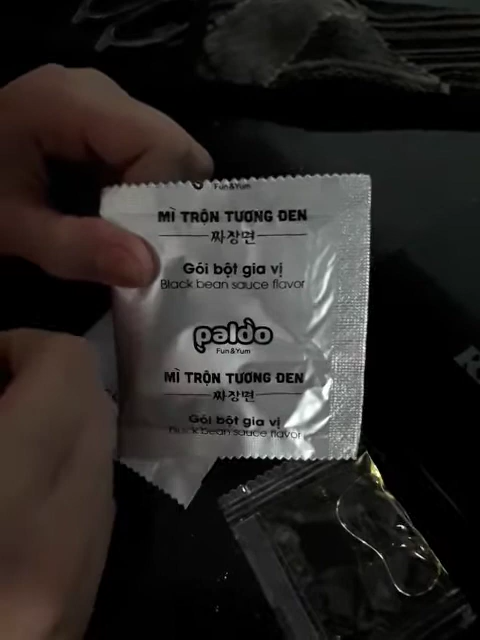 Fun&Yum
MÌ TRỘN TƯƠNG ĐEN
짜장면
Gói bột gia vị
Black bean sauce flavor
paldo
Fun&Yum
MÌ TRỘN TƯƠNG ĐEN
짜장면
Gói bột gia vị
Black bean sauce flavor